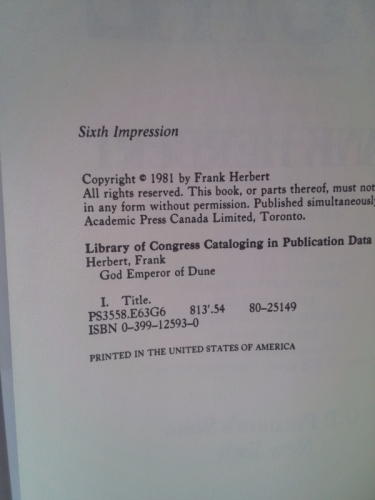 Sixth Impression
Copyright © 1981 by Frank Herbert
All rights reserved. This book, or parts thereof, must not
in any form without permission. Published simultaneously
Academic Press Canada Limited, Toronto.
Library of Congress Cataloging in Publication Data
Herbert, Frank
God Emperor of Dune
I. Title.
PS3558.E63G6 813'.54 80-25149
ISBN 0-399-12593-0
PRINTED IN THE UNITED STATES OF AMERICA